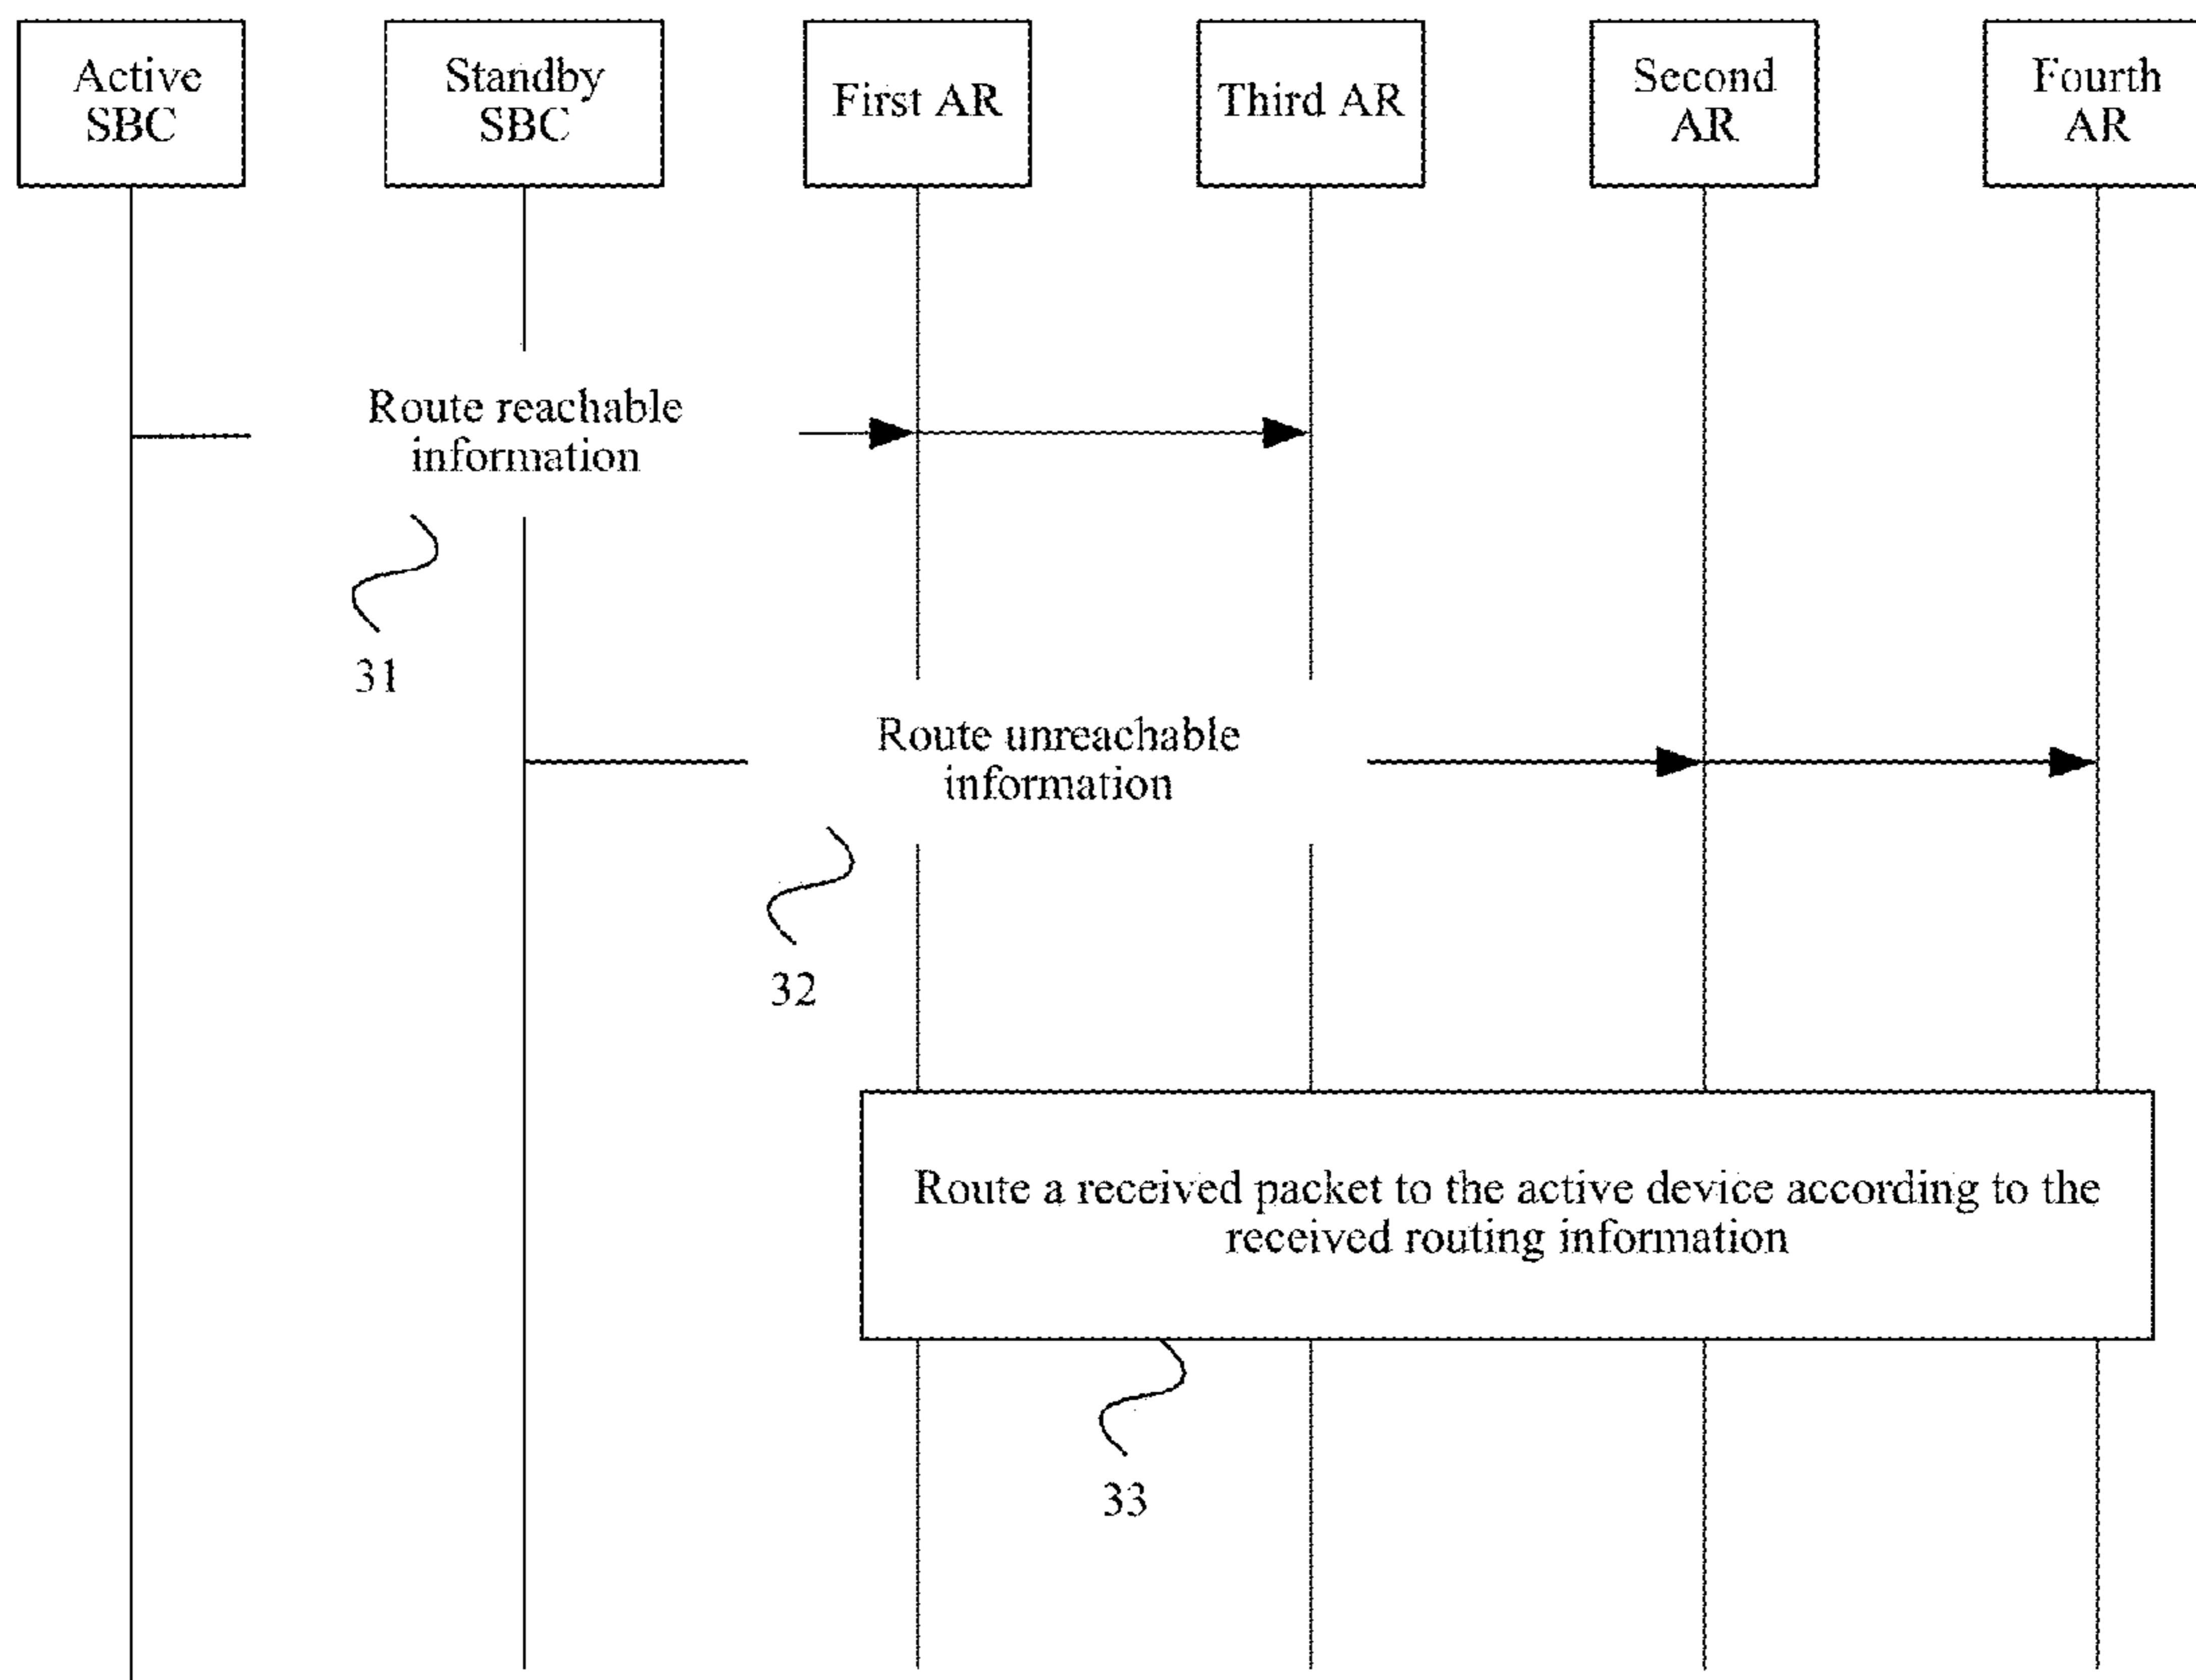 Active
SBC
Standby
SBC
First AR
Third AR
Second
AR
Fourth
AR
Route reachable
information
31
Route unreachable
information
32
Route a received packet to the active device according to the
received routing information
33